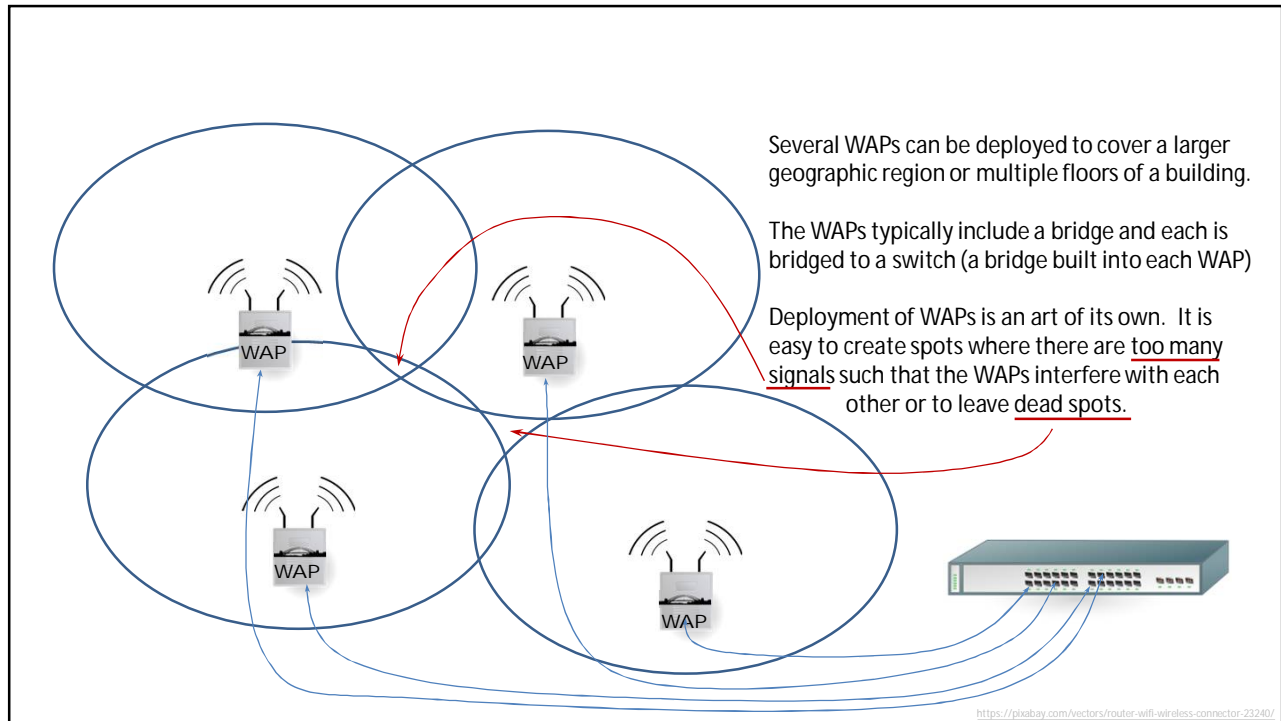 Several WAPs can be deployed to cover a larger
geographic region or multiple floors of a building.
The WAPs typically include a bridge and each is
bridged to a switch (a bridge built into each WAP)
Deployment of WAPs is an art of its own. It is
easy to create spots where there are too many
signals such that the WAPs interfere with each
other or to leave dead spots.
WAP
WAP
WAP
WAP
https://pixabay.com/vectors/router-wifi-wireless-connector-23240/